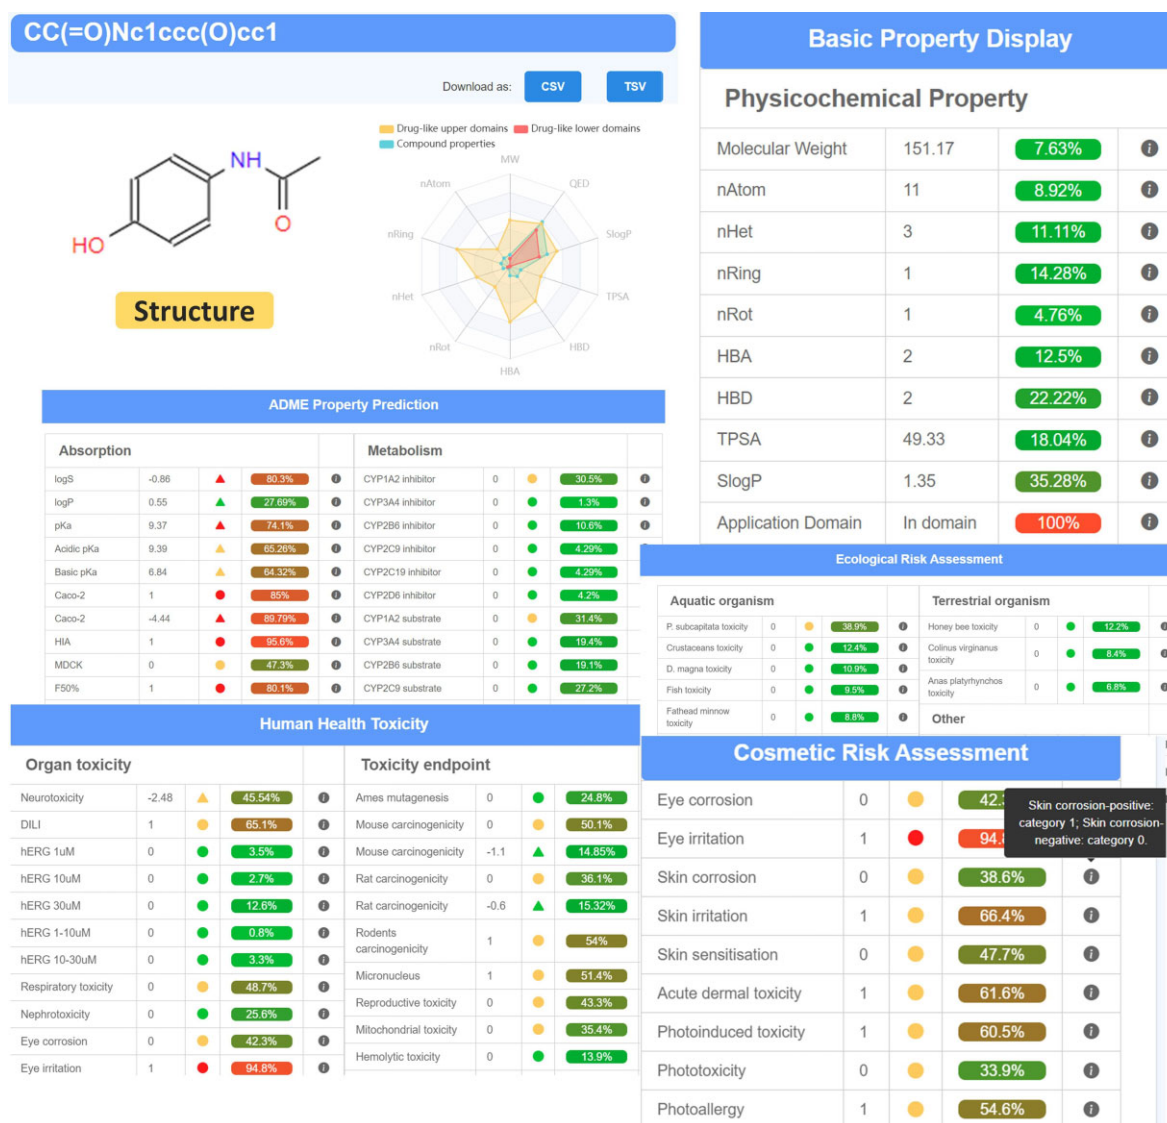 CC(=O)Nc1ccc(O)cc1
Download as: CSV TSV
Drug-like upper domains Drug-like lower domains
Compound properties
MW
QED
SlogP
TPSA
HBD
HBA
nRot
nHet
nRing
nAtom
HO
NH
O
Structure
Basic Property Display
Physicochemical Property
Molecular Weight 151.17 7.63% i
nAtom 11 8.92% i
nHet 3 11.11% i
nRing 1 14.28% i
nRot 1 4.76% i
HBA 2 12.5% i
HBD 2 22.22% i
TPSA 49.33 18.04% i
SlogP 1.35 35.28% i
Application Domain In domain 100% i
ADME Property Prediction
Absorption
logS -0.86 80.3% i
logP 0.55 27.69% i
pKa 9.37 74.1% i
Acidic pKa 9.39 65.26% i
Basic pKa 6.84 64.32% i
Caco-2 1 85% i
Caco-2 -4.44 89.79% i
HIA 1 95.6% i
MDCK 0 47.3% i
F50% 1 80.1% i
Metabolism
CYP1A2 inhibitor 0 30.5% i
CYP3A4 inhibitor 0 1.3% i
CYP2B6 inhibitor 0 10.6% i
CYP2C9 inhibitor 0 4.29%
CYP2C19 inhibitor 0 4.29%
CYP2D6 inhibitor 0 4.2%
CYP1A2 substrate 0 31.4%
CYP3A4 substrate 0 19.4%
CYP2B6 substrate 0 19.1%
CYP2C9 substrate 0 27.2%
Ecological Risk Assessment
Aquatic organism
P. subcapitata toxicity 0 38.9% i
Crustaceans toxicity 0 12.4% i
D. magna toxicity 0 10.9% i
Fish toxicity 0 9.5% i
Fathead minnow
toxicity 0 8.8% i
Terrestrial organism
Honey bee toxicity 0 12.2% i
Colinus virginanus
toxicity 0 8.4% i
Anas platyrhynchos
toxicity 0 6.8% i
Other
Human Health Toxicity
Organ toxicity
Neurotoxicity -2.48 45.54% i
DILI 1 65.1% i
hERG 1uM 0 3.5% i
hERG 10uM 0 2.7% i
hERG 30uM 0 12.6% i
hERG 1-10uM 0 0.8% i
hERG 10-30uM 0 3.3% i
Respiratory toxicity 0 48.7% i
Nephrotoxicity 0 25.6% i
Eye corrosion 0 42.3% i
Eye irritation 1 94.8% i
Toxicity endpoint
Ames mutagenesis 0 24.8%
Mouse carcinogenicity 0 50.1%
Mouse carcinogenicity -1.1 14.85%
Rat carcinogenicity 0 36.1%
Rat carcinogenicity -0.6 15.32%
Rodents
carcinogenicity 1 54%
Micronucleus 1 51.4%
Reproductive toxicity 0 43.3%
Mitochondrial toxicity 0 35.4%
Hemolytic toxicity 0 13.9%
Cosmetic Risk Assessment
Eye corrosion 0 42.
Eye irritation 1 94.
Skin corrosion-positive:
category 1; Skin corrosion-
negative: category 0.
Skin corrosion 0 38.6% i
Skin irritation 1 66.4% i
Skin sensitisation 0 47.7% i
Acute dermal toxicity 1 61.6% i
Photoinduced toxicity 1 60.5% i
Phototoxicity 0 33.9% i
Photoallergy 1 54.6% i